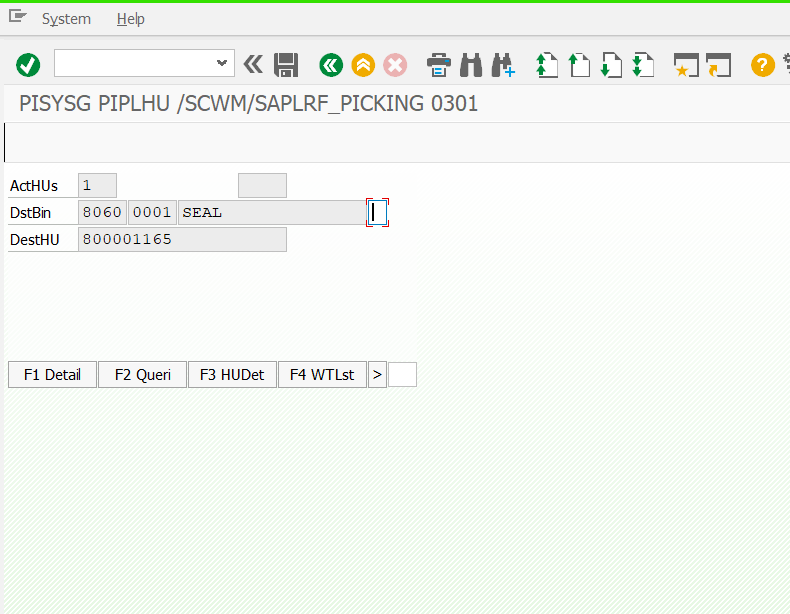 System Help
PISYSG PIPLHU /SCWM/SAPLRF_PICKING 0301
ActHUs 1
DstBin 8060 0001 SEAL
DestHU 800001165
F1 Detail F2 Queri F3 HUDet F4 WTLst >